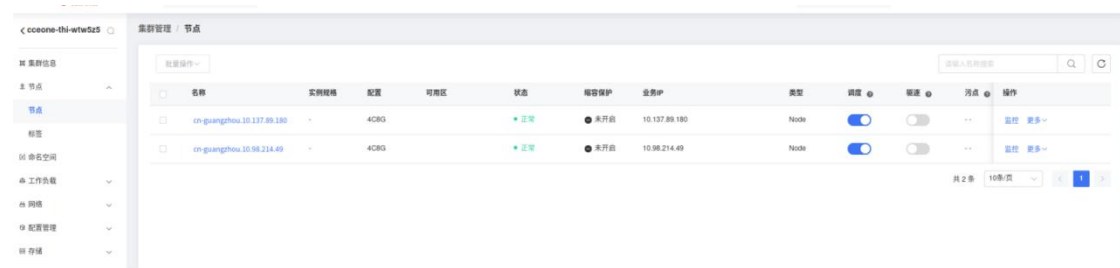 cceone-thi-wtw5z5
集群管理 / 节点
集群信息
节点
节点
标签
命名空间
工作负载
网络
配置管理
存储
批量操作
请输入名称搜索
名称 实例规格 配置 可用区 状态 缩容保护 业务IP 类型 调度 驱逐 污点 操作
cn-guangzhou.10.137.89.180 - 4C8G 正常 未开启 10.137.89.180 Node -- 监控 更多
cn-guangzhou.10.98.214.49 - 4C8G 正常 未开启 10.98.214.49 Node -- 监控 更多
共 2 条 10条/页 < 1 >